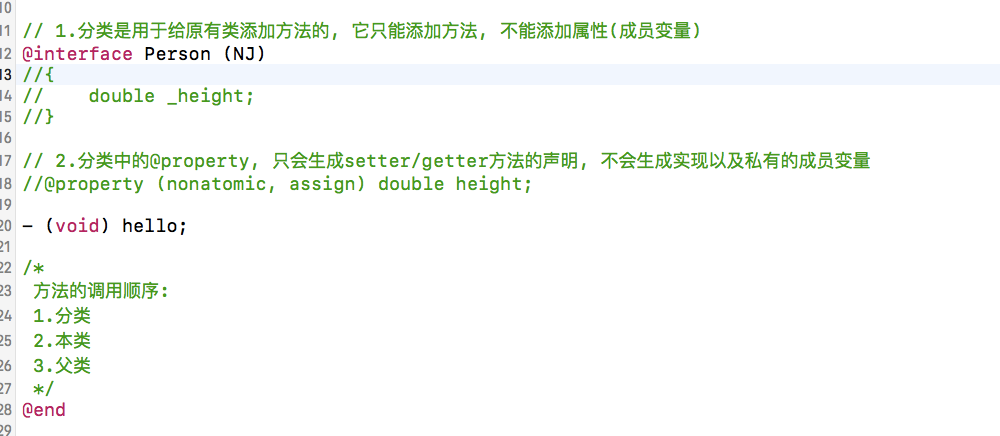 10
11 // 1.分类是用于给原有类添加方法的, 它只能添加方法, 不能添加属性(成员变量)
12 @interface Person (NJ)
13 //{
14 //    double _height;
15 //}
16
17 // 2.分类中的@property, 只会生成setter/getter方法的声明, 不会生成实现以及私有的成员变量
18 //@property (nonatomic, assign) double height;
19
20 - (void) hello;
21
22 /*
23  方法的调用顺序:
24  1.分类
25  2.本类
26  3.父类
27  */
28 @end
29